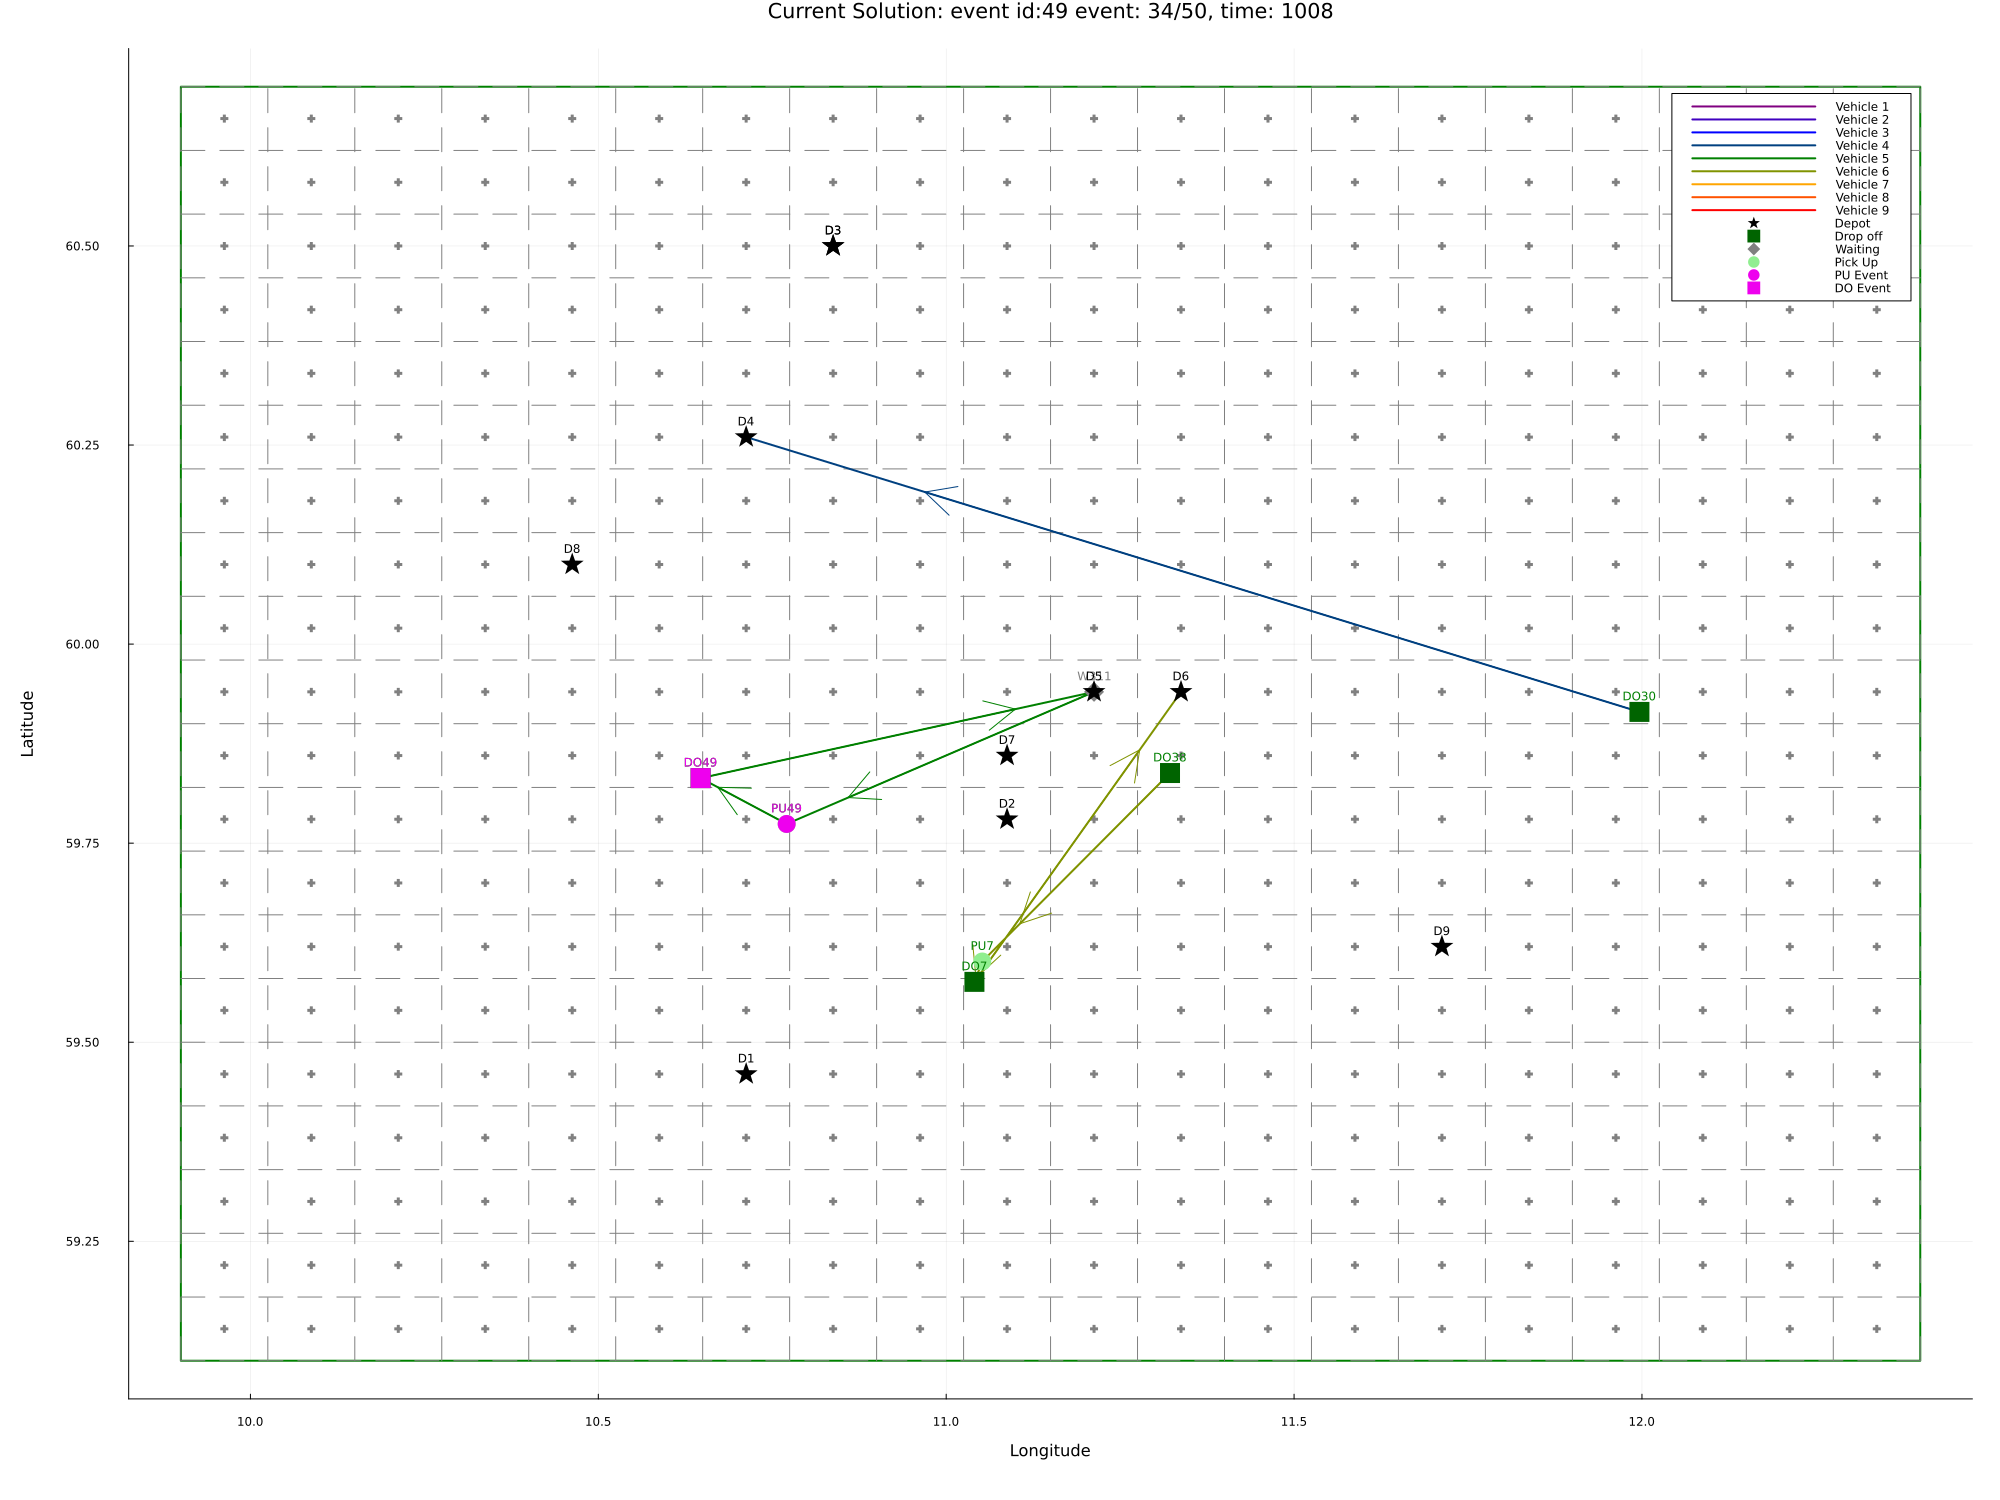 Current Solution: event id:49 event: 34/50, time: 1008
Vehicle 1
Vehicle 2
Vehicle 3
Vehicle 4
Vehicle 5
Vehicle 6
Vehicle 7
Vehicle 8
Vehicle 9
Depot
Drop off
Waiting
Pick Up
PU Event
DO Event
D3
D4
D8
D5
D6
DO30
D7
DO38
DO49
PU49
D2
D9
PU7
DO7
D1
60.50
60.25
60.00
59.75
59.50
59.25
Latitude
10.0
10.5
11.0
11.5
12.0
Longitude